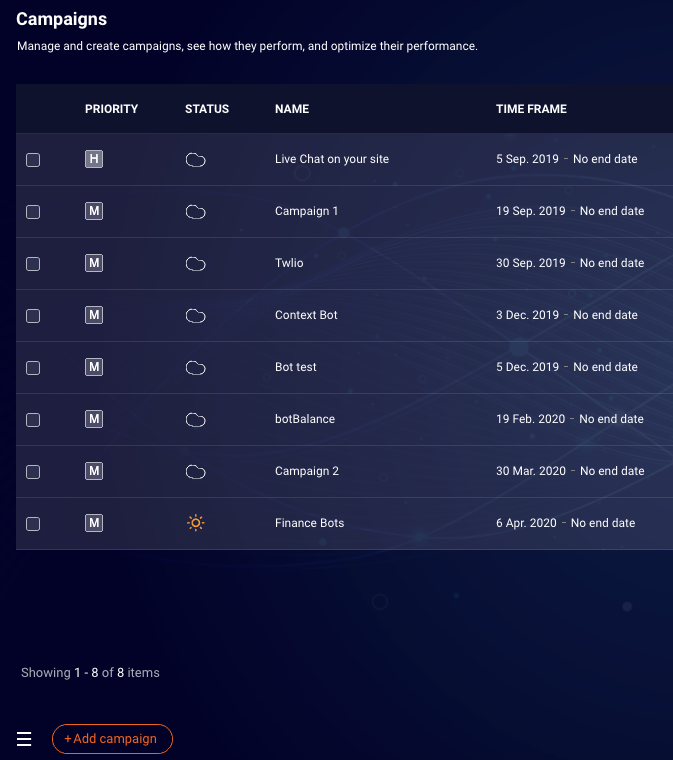 Campaigns
Manage and create campaigns, see how they perform, and optimize their performance.
PRIORITY STATUS NAME TIME FRAME
H Live Chat on your site 5 Sep. 2019 - No end date
M Campaign 1 19 Sep. 2019 - No end date
M Twlio 30 Sep. 2019 - No end date
M Context Bot 3 Dec. 2019 - No end date
M Bot test 5 Dec. 2019 - No end date
M botBalance 19 Feb. 2020 - No end date
M Campaign 2 30 Mar. 2020 - No end date
M Finance Bots 6 Apr. 2020 - No end date
Showing 1 - 8 of 8 items
+Add campaign